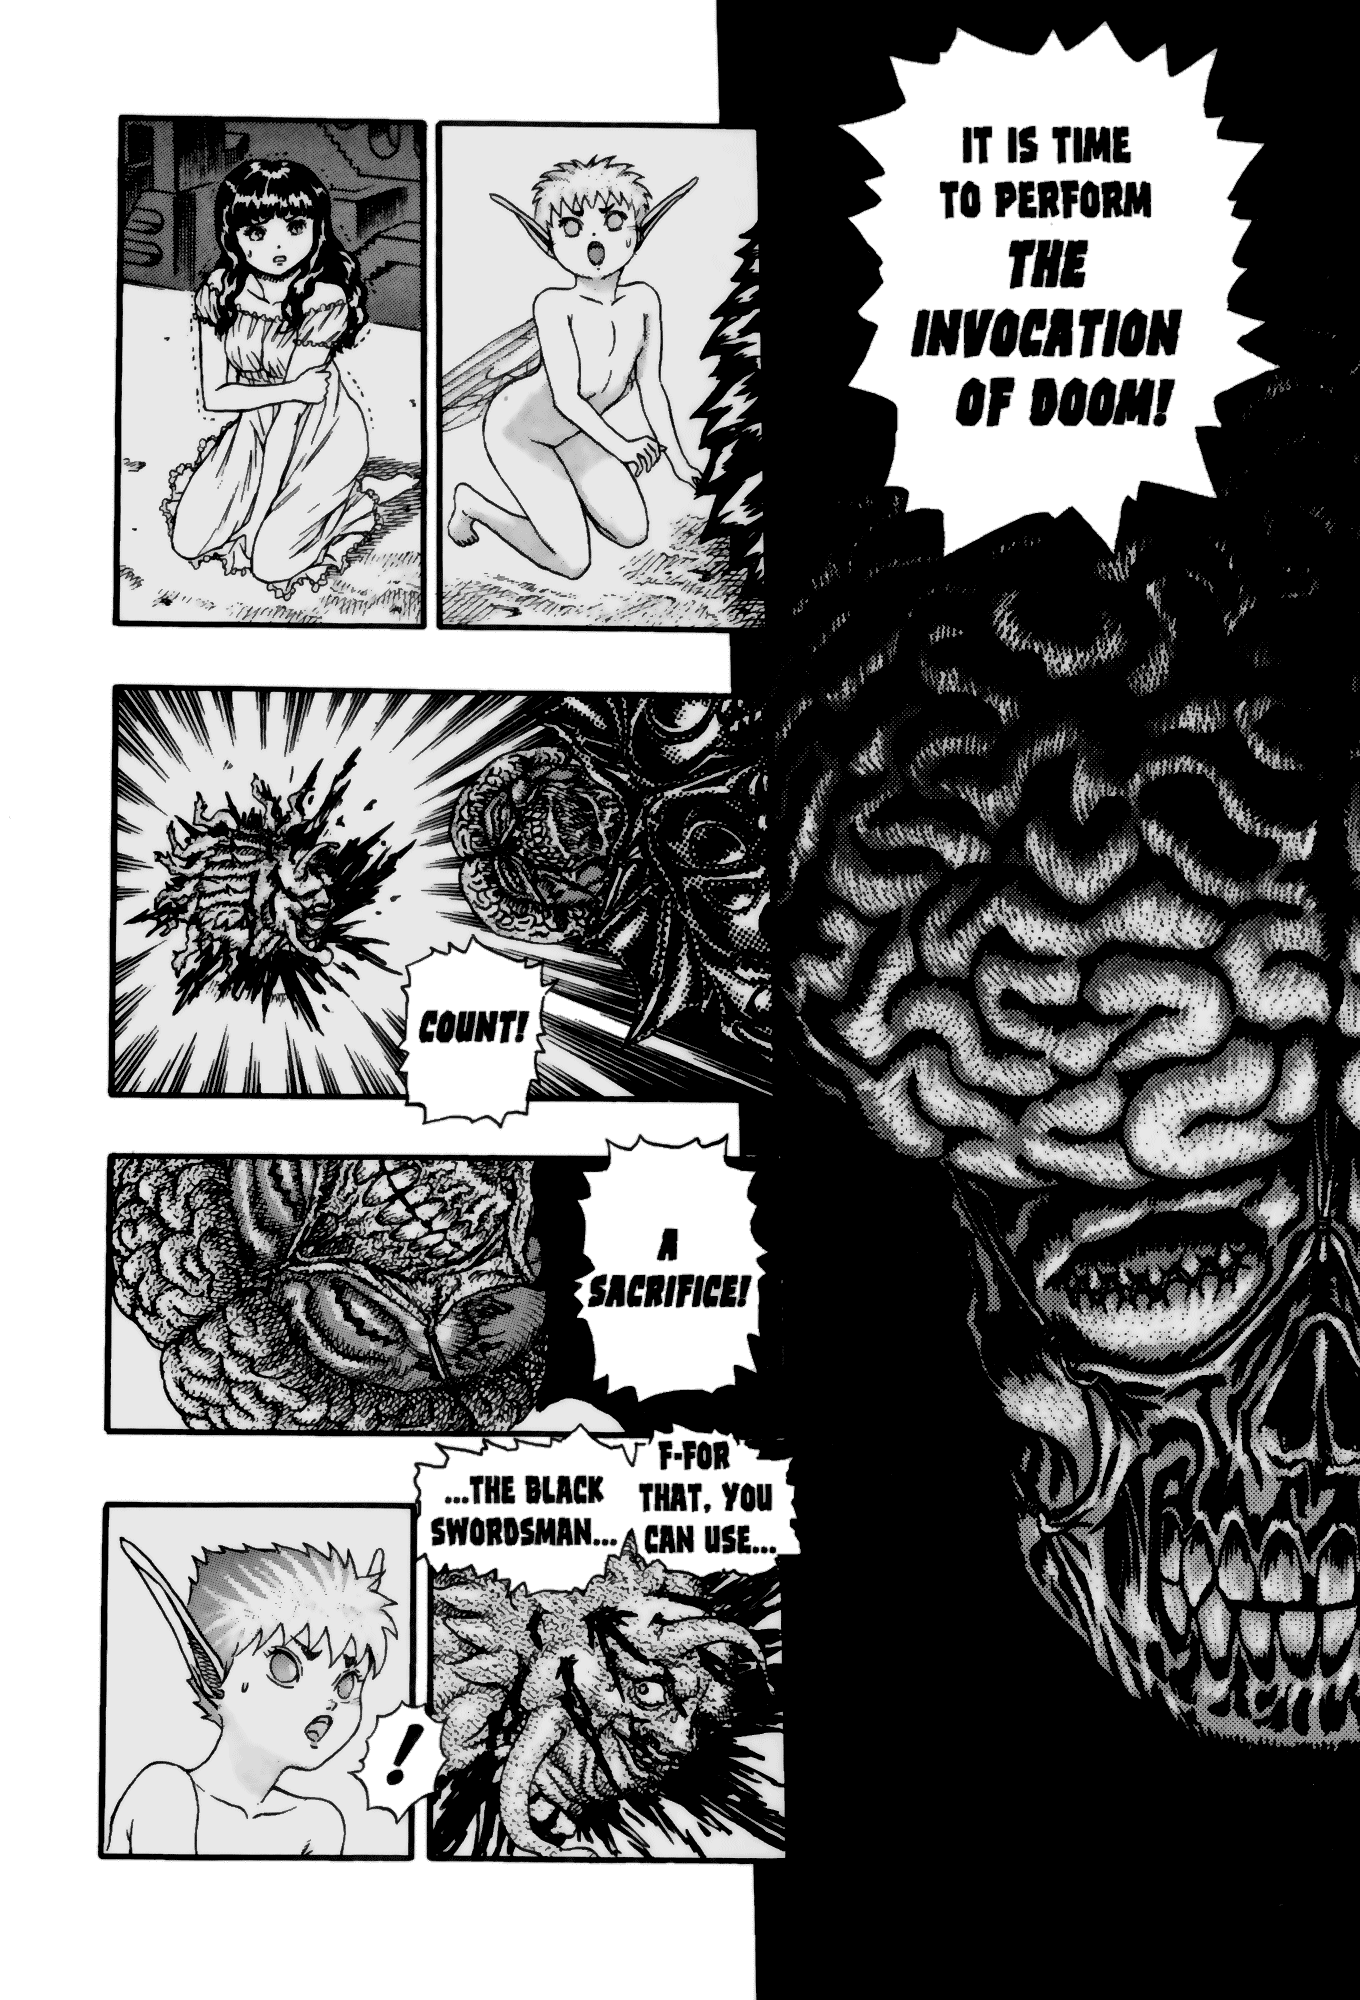 IT IS TIME
TO PERFORM
THE
INVOCATION
OF DOOM!
COUNT!
A
SACRIFICE!
F-FOR
THAT, YOU
CAN USE...
...THE BLACK
SWORDSMAN...
!